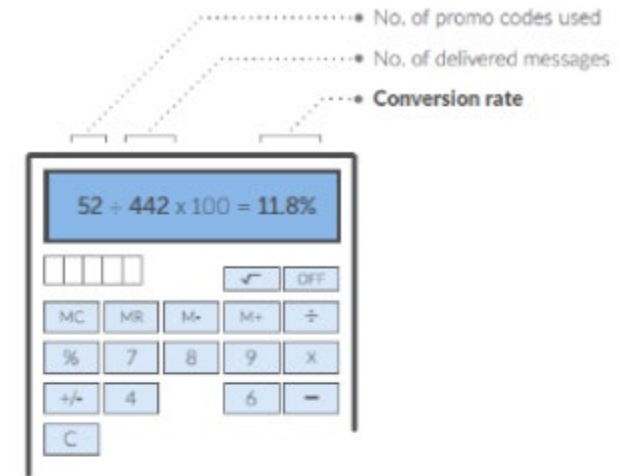 No. of promo codes used
No. of delivered messages
Conversion rate
52 ÷ 442 x 100 = 11.8%
√ OFF
MC MR M- M+ ÷
% 7 8 9 x
+/- 4 6 −
C